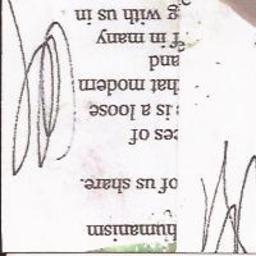 humanism
of us share.
ces of
is a loose
hat modern
and
in many
g with us in